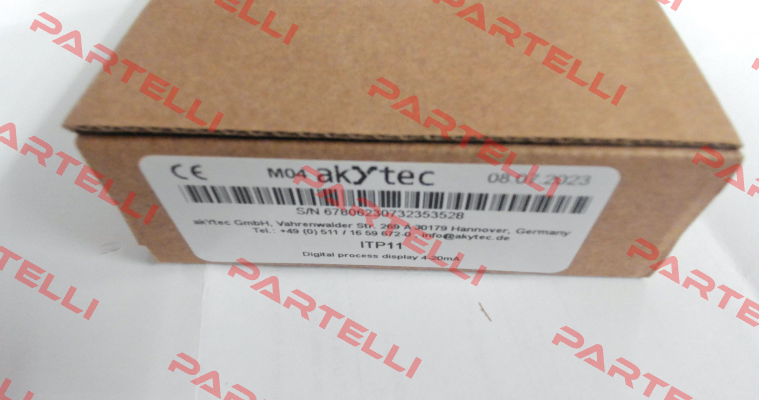 CE M04 akYtec 08.02.2023
S/N 67806230732353528
akYtec GmbH, Vahrenwalder Str. 269 A 30179 Hannover, Germany
Tel.: +49 (0) 511 / 16 59 672-0 . info@akytec.de
ITP11
Digital process display 4-20mA
PARTELLI
PARTELLI
PARTELLI
PARTELLI
PARTELLI
PARTELLI
PARTELLI
PARTELLI
PARTELLI